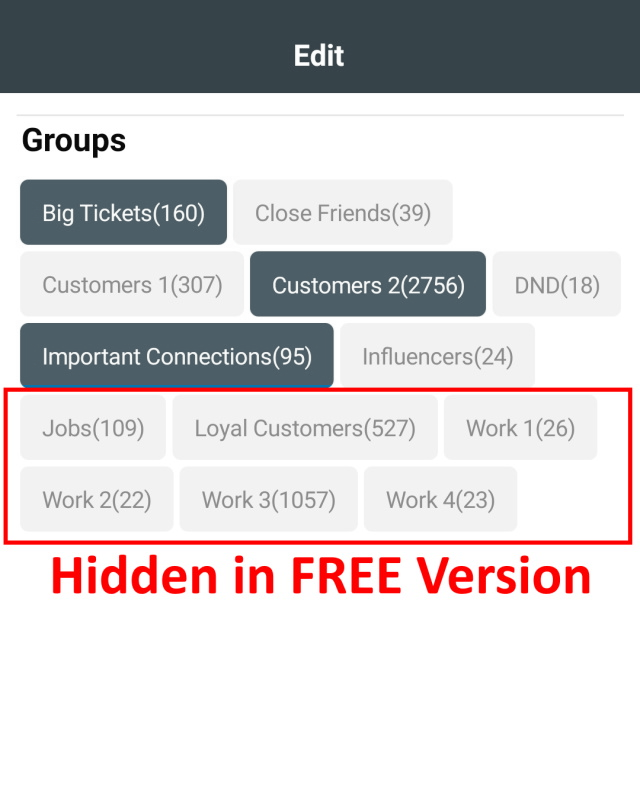 Edit
Groups
Big Tickets(160) Close Friends(39)
Customers 1(307) Customers 2(2756) DND(18)
Important Connections(95) Influencers(24)
Jobs(109) Loyal Customers(527) Work 1(26)
Work 2(22) Work 3(1057) Work 4(23)
Hidden in FREE Version